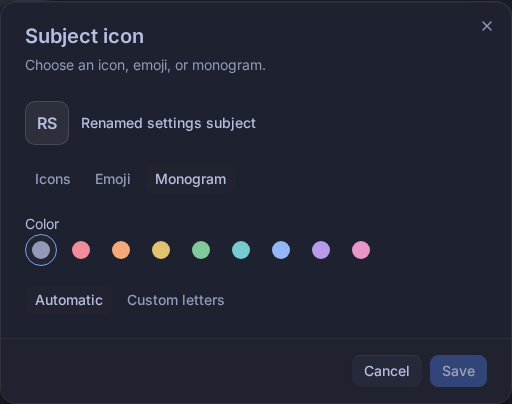 Subject icon
Choose an icon, emoji, or monogram.
RS Renamed settings subject
Icons Emoji Monogram
Color
Automatic Custom letters
Cancel Save